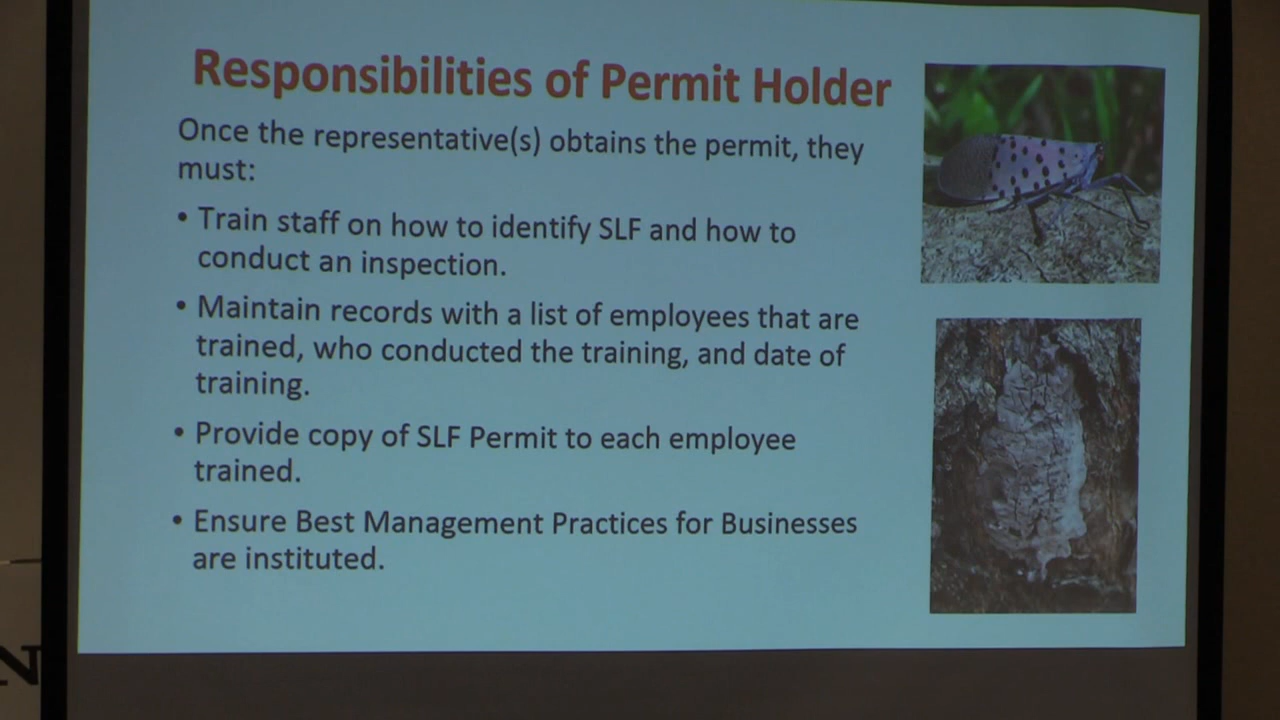 Responsibilities of Permit Holder
Once the representative(s) obtains the permit, they
must:
• Train staff on how to identify SLF and how to
conduct an inspection.
• Maintain records with a list of employees that are
trained, who conducted the training, and date of
training.
• Provide copy of SLF Permit to each employee
trained.
• Ensure Best Management Practices for Businesses
are instituted.
N